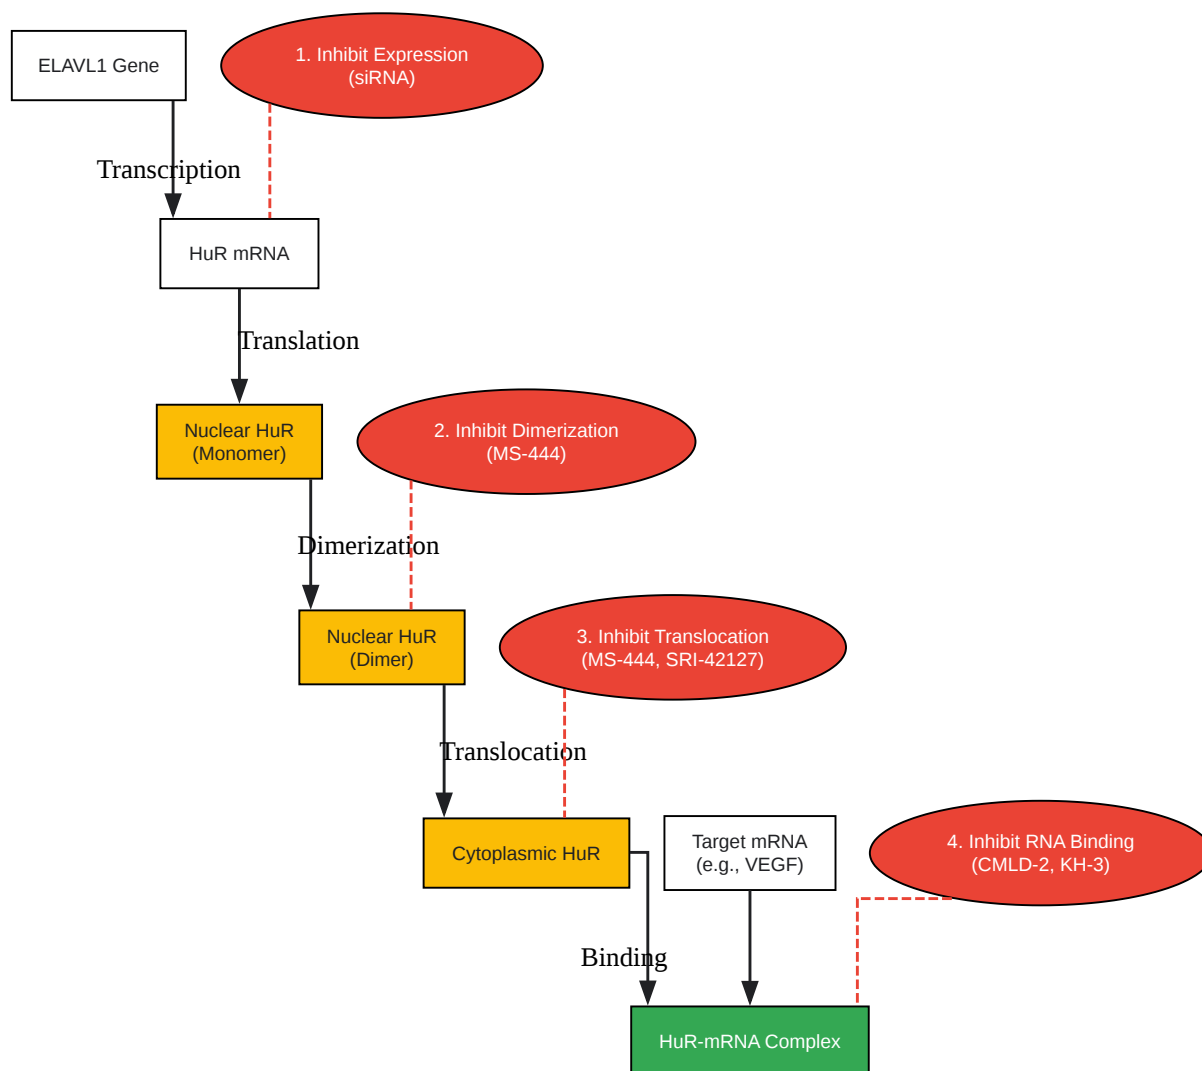 ELAVL1 Gene
1. Inhibit Expression
(siRNA)
Transcription
HuR mRNA
Translation
Nuclear HuR
(Monomer)
2. Inhibit Dimerization
(MS-444)
Dimerization
Nuclear HuR
(Dimer)
3. Inhibit Translocation
(MS-444, SRI-42127)
Translocation
Cytoplasmic HuR
Target mRNA
(e.g., VEGF)
4. Inhibit RNA Binding
(CMLD-2, KH-3)
Binding
HuR-mRNA Complex